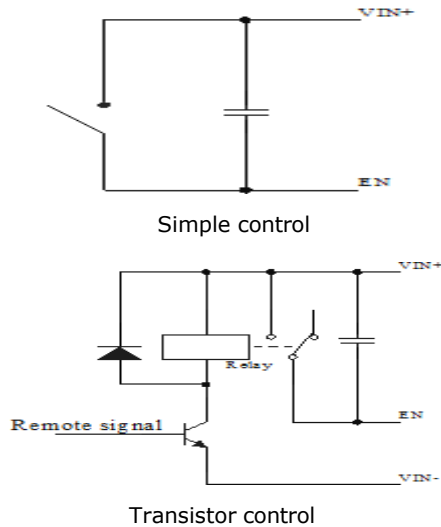 VIN+
EN
Simple control
VIN+
Relay
EN
Remote signal
VIN-
Transistor control